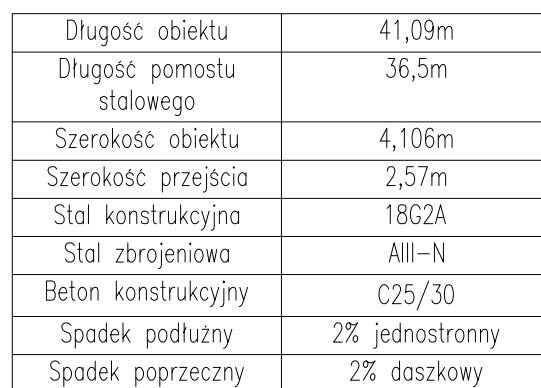 Długość obiektu 41,09m
Długość pomostu 36,5m
stalowego
Szerokość obiektu 4,106m
Szerokość przejścia 2,57m
Stal konstrukcyjna 18G2A
Stal zbrojeniowa AIII-N
Beton konstrukcyjny C25/30
Spadek podłużny 2% jednostronny
Spadek poprzeczny 2% daszkowy